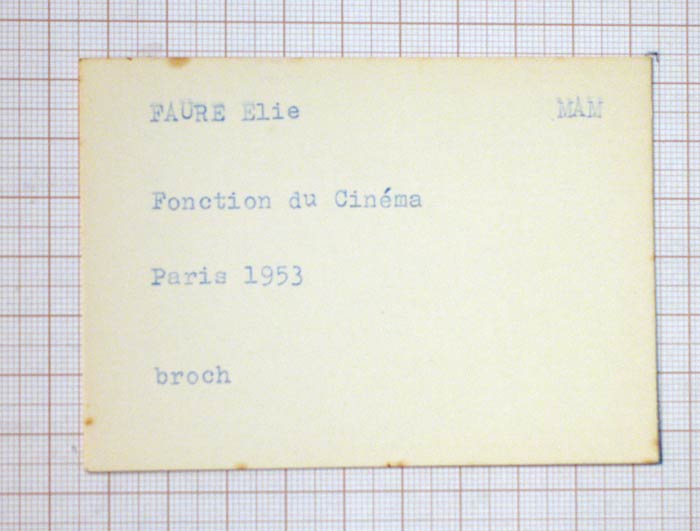 FAURE Elie MAM
Fonction du Cinéma
Paris 1953
broch